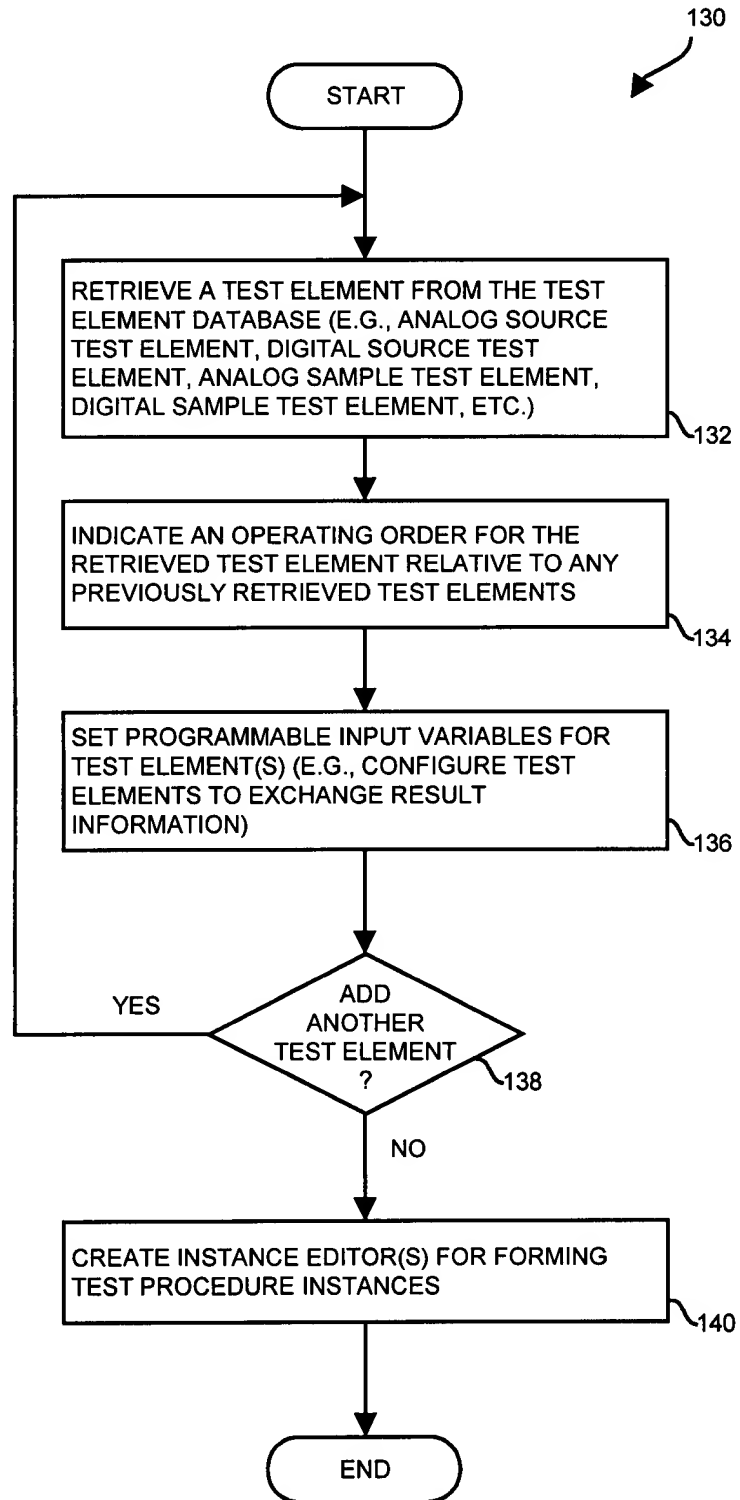 130
START
RETRIEVE A TEST ELEMENT FROM THE TEST
ELEMENT DATABASE (E.G., ANALOG SOURCE
TEST ELEMENT, DIGITAL SOURCE TEST
ELEMENT, ANALOG SAMPLE TEST ELEMENT,
DIGITAL SAMPLE TEST ELEMENT, ETC.)
132
INDICATE AN OPERATING ORDER FOR THE
RETRIEVED TEST ELEMENT RELATIVE TO ANY
PREVIOUSLY RETRIEVED TEST ELEMENTS
134
SET PROGRAMMABLE INPUT VARIABLES FOR
TEST ELEMENT(S) (E.G., CONFIGURE TEST
ELEMENTS TO EXCHANGE RESULT
INFORMATION)
136
YES
ADD
ANOTHER
TEST ELEMENT
?
138
NO
CREATE INSTANCE EDITOR(S) FOR FORMING
TEST PROCEDURE INSTANCES
140
END